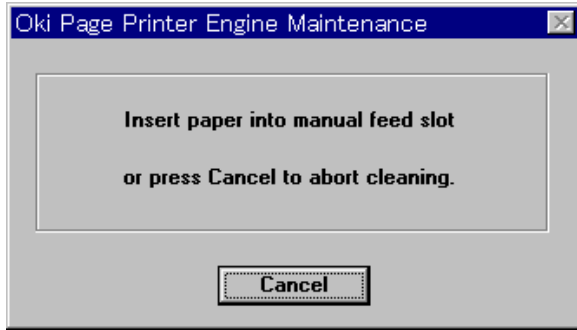 Oki Page Printer Engine Maintenance
Insert paper into manual feed slot
or press Cancel to abort cleaning.
Cancel